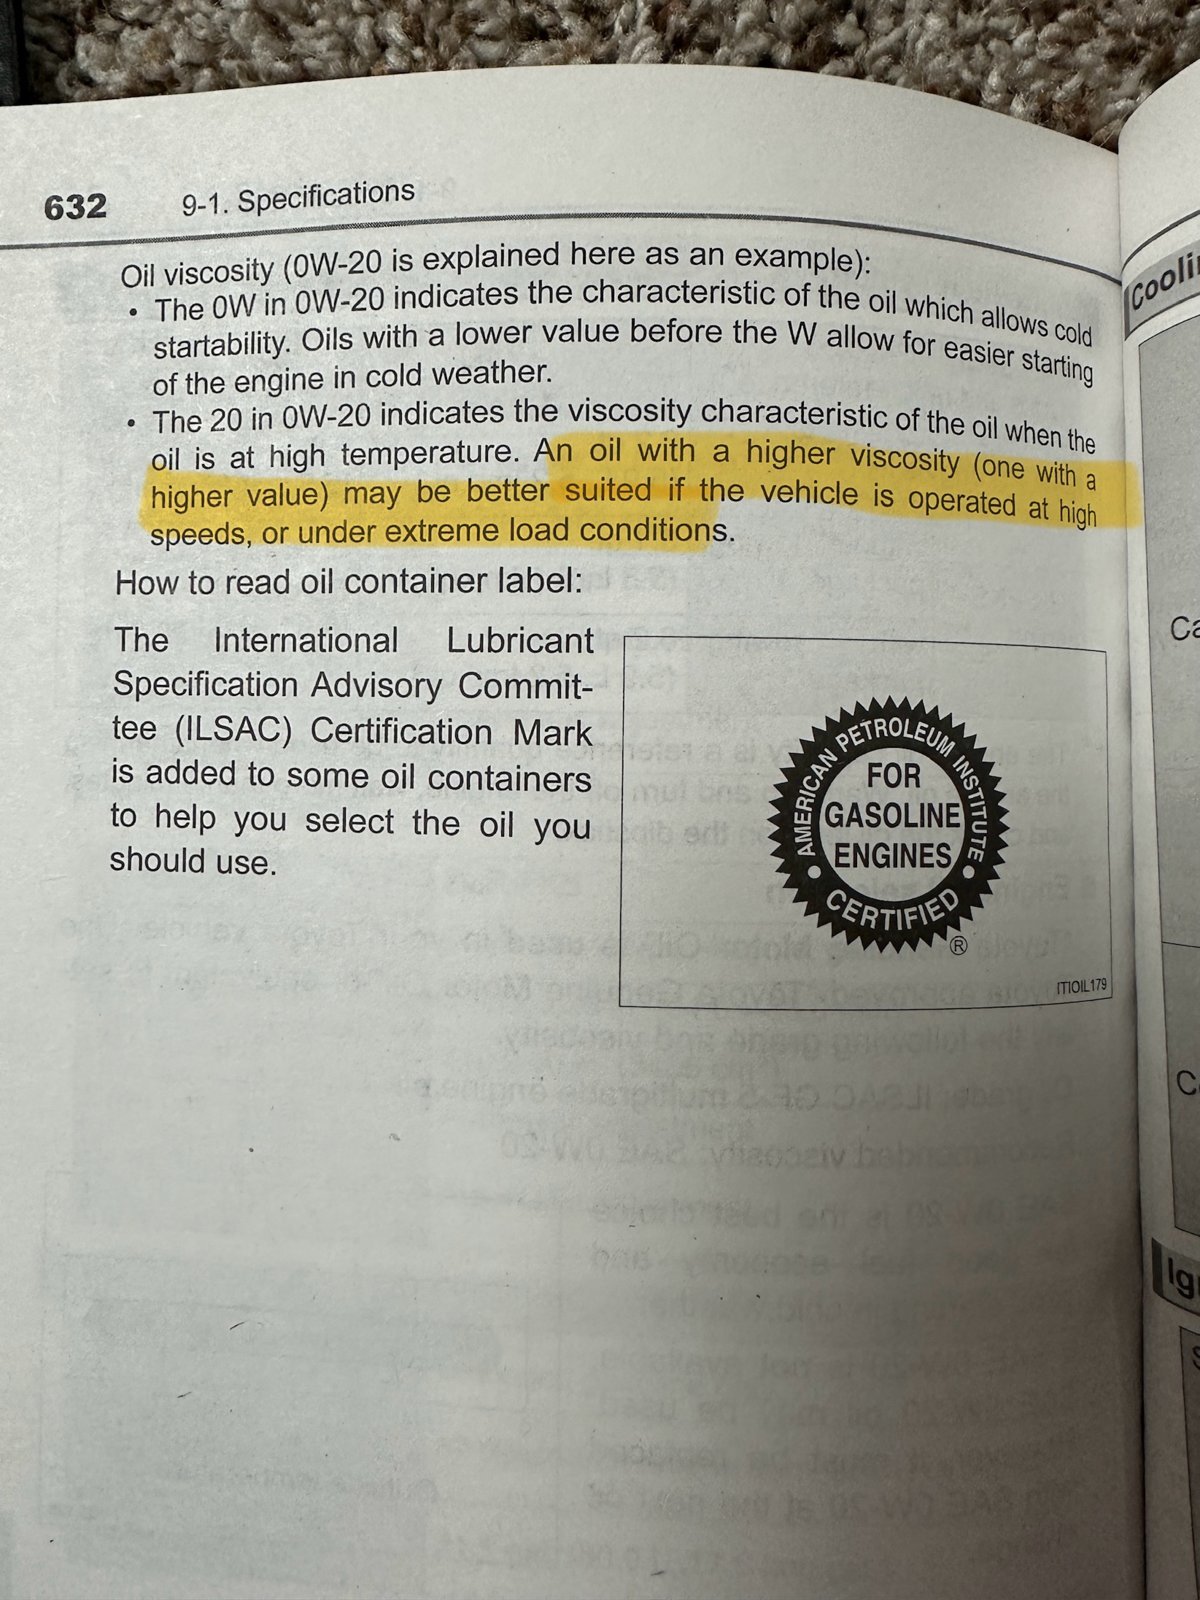 632 9-1. Specifications
Oil viscosity (0W-20 is explained here as an example):
• The 0W in 0W-20 indicates the characteristic of the oil which allows cold
startability. Oils with a lower value before the W allow for easier starting
of the engine in cold weather.
• The 20 in 0W-20 indicates the viscosity characteristic of the oil when the
oil is at high temperature. An oil with a higher viscosity (one with a
higher value) may be better suited if the vehicle is operated at high
speeds, or under extreme load conditions.
How to read oil container label:
The International Lubricant
Specification Advisory Commit-
tee (ILSAC) Certification Mark
is added to some oil containers
to help you select the oil you
should use.
AMERICAN PETROLEUM INSTITUTE
FOR
GASOLINE
ENGINES
CERTIFIED
®
ITIOIL179